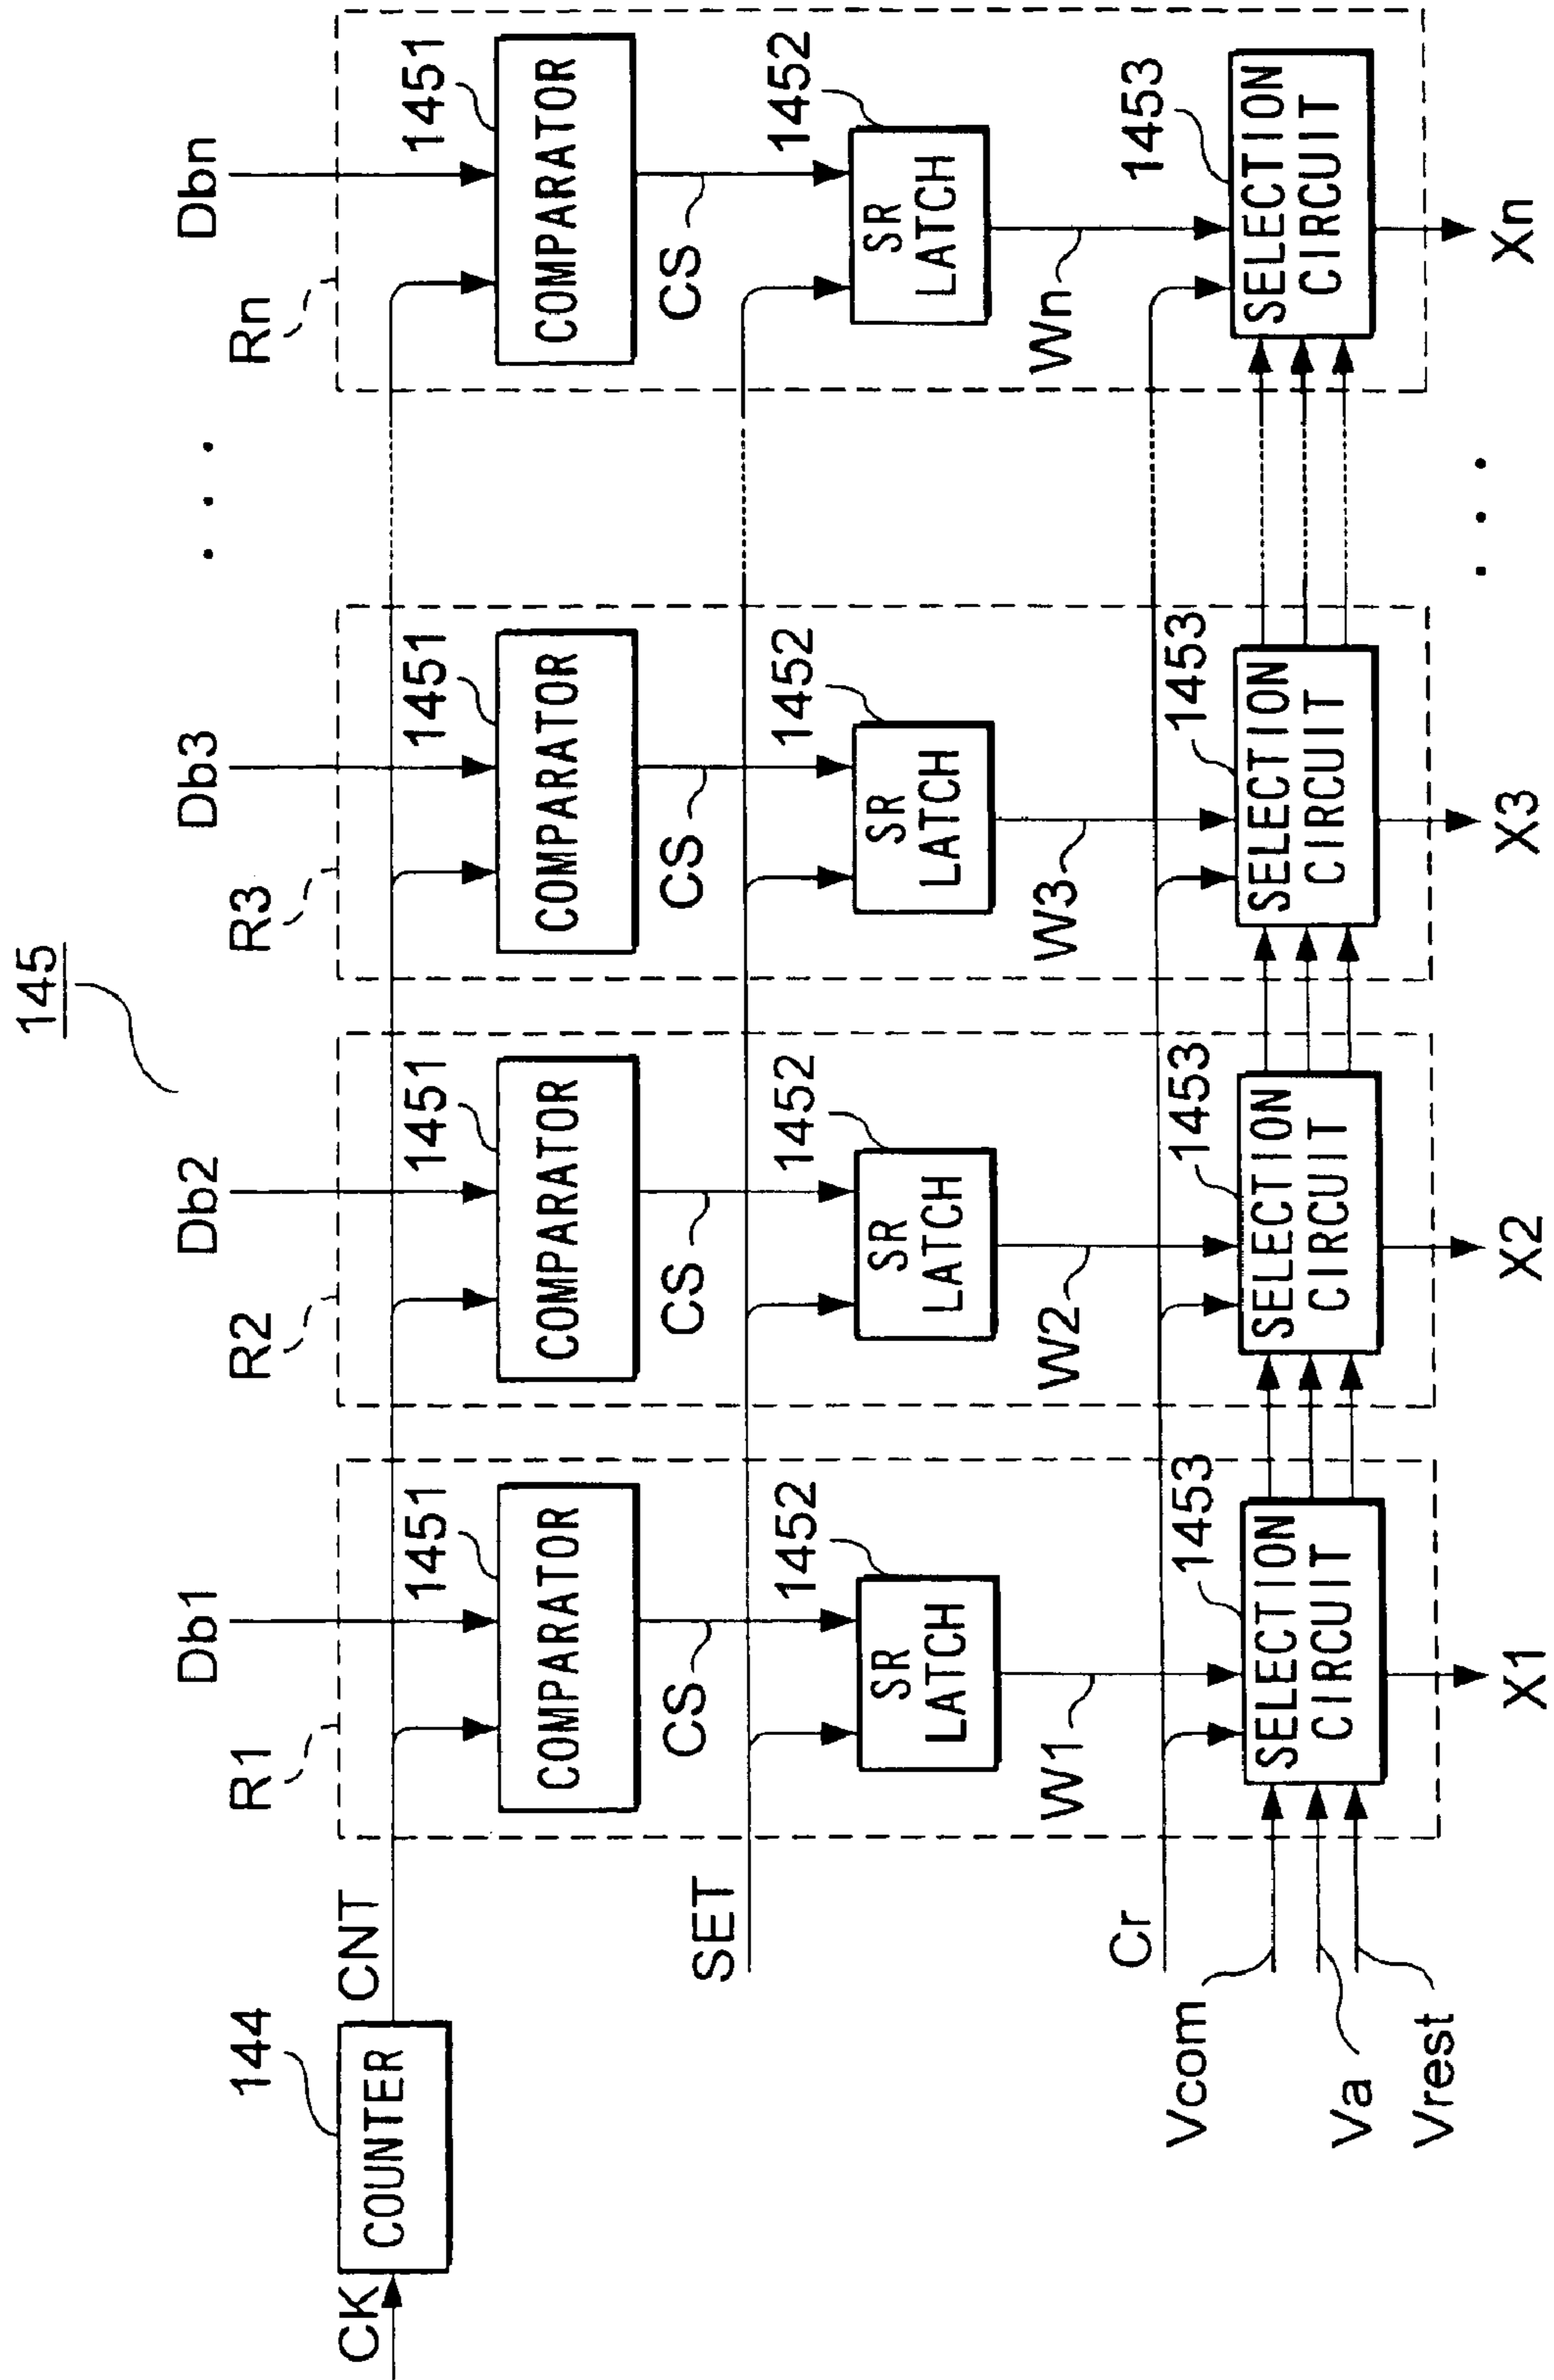 145
Db1
Db2
Db3
. . .
Dbn
R1
R2
R3
Rn
144
CK
COUNTER
CNT
1451
1451
1451
1451
COMPARATOR
COMPARATOR
COMPARATOR
COMPARATOR
CS
CS
CS
CS
SET
1452
1452
1452
1452
SR
LATCH
SR
LATCH
SR
LATCH
SR
LATCH
W1
W2
W3
Wn
Cr
1453
1453
1453
1453
Vcom
Va
Vrest
SELECTION
CIRCUIT
SELECTION
CIRCUIT
SELECTION
CIRCUIT
SELECTION
CIRCUIT
X1
X2
X3
. . .
Xn